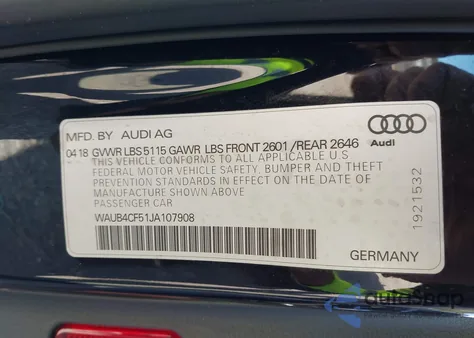 MFD. BY AUDI AG
04 18 GVWR LBS 5115 GAWR LBS FRONT 2601 /REAR 2646
THIS VEHICLE CONFORMS TO ALL APPLICABLE U.S
FEDERAL MOTOR VEHICLE SAFETY, BUMPER AND THEFT
PREVENTION STANDARDS IN EFFECT ON THE DATE OF
MANUFACTURE SHOWN ABOVE
PASSENGER CAR
WAUB4CF51JA107908
Audi
1921532
GERMANY
autoShop